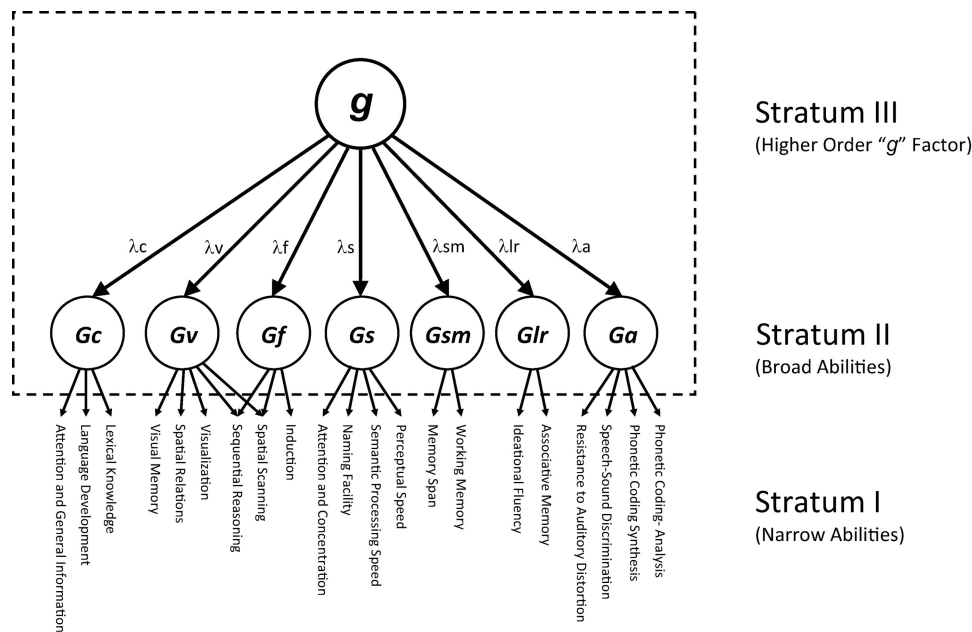 g
Stratum III
(Higher Order “g” Factor)
λc
λv
λf
λs
λsm
λlr
λa
Gc
Gv
Gf
Gs
Gsm
Glr
Ga
Stratum II
(Broad Abilities)
Attention and General Information
Language Development
Lexical Knowledge
Visual Memory
Spatial Relations
Visualization
Sequential Reasoning
Spatial Scanning
Induction
Attention and Concentration
Naming Facility
Semantic Processing Speed
Perceptual Speed
Memory Span
Working Memory
Ideational Fluency
Associative Memory
Resistance to Auditory Distortion
Speech-Sound Discrimination
Phonetic Coding Synthesis
Phonetic Coding- Analysis
Stratum I
(Narrow Abilities)